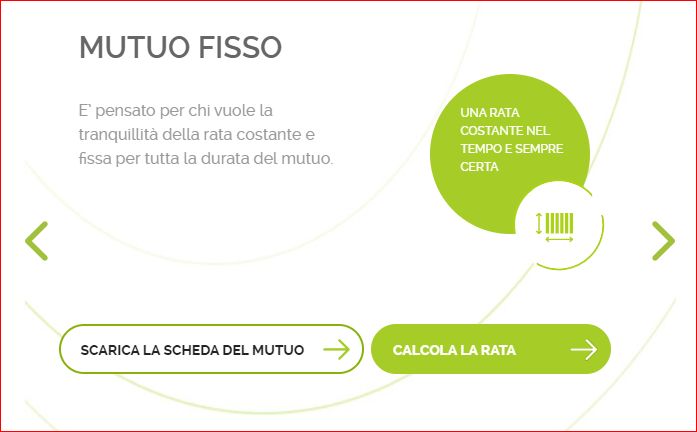 MUTUO FISSO
E' pensato per chi vuole la
tranquillità della rata costante e
fissa per tutta la durata del mutuo.
UNA RATA
COSTANTE NEL
TEMPO E SEMPRE
CERTA
SCARICA LA SCHEDA DEL MUTUO
CALCOLA LA RATA